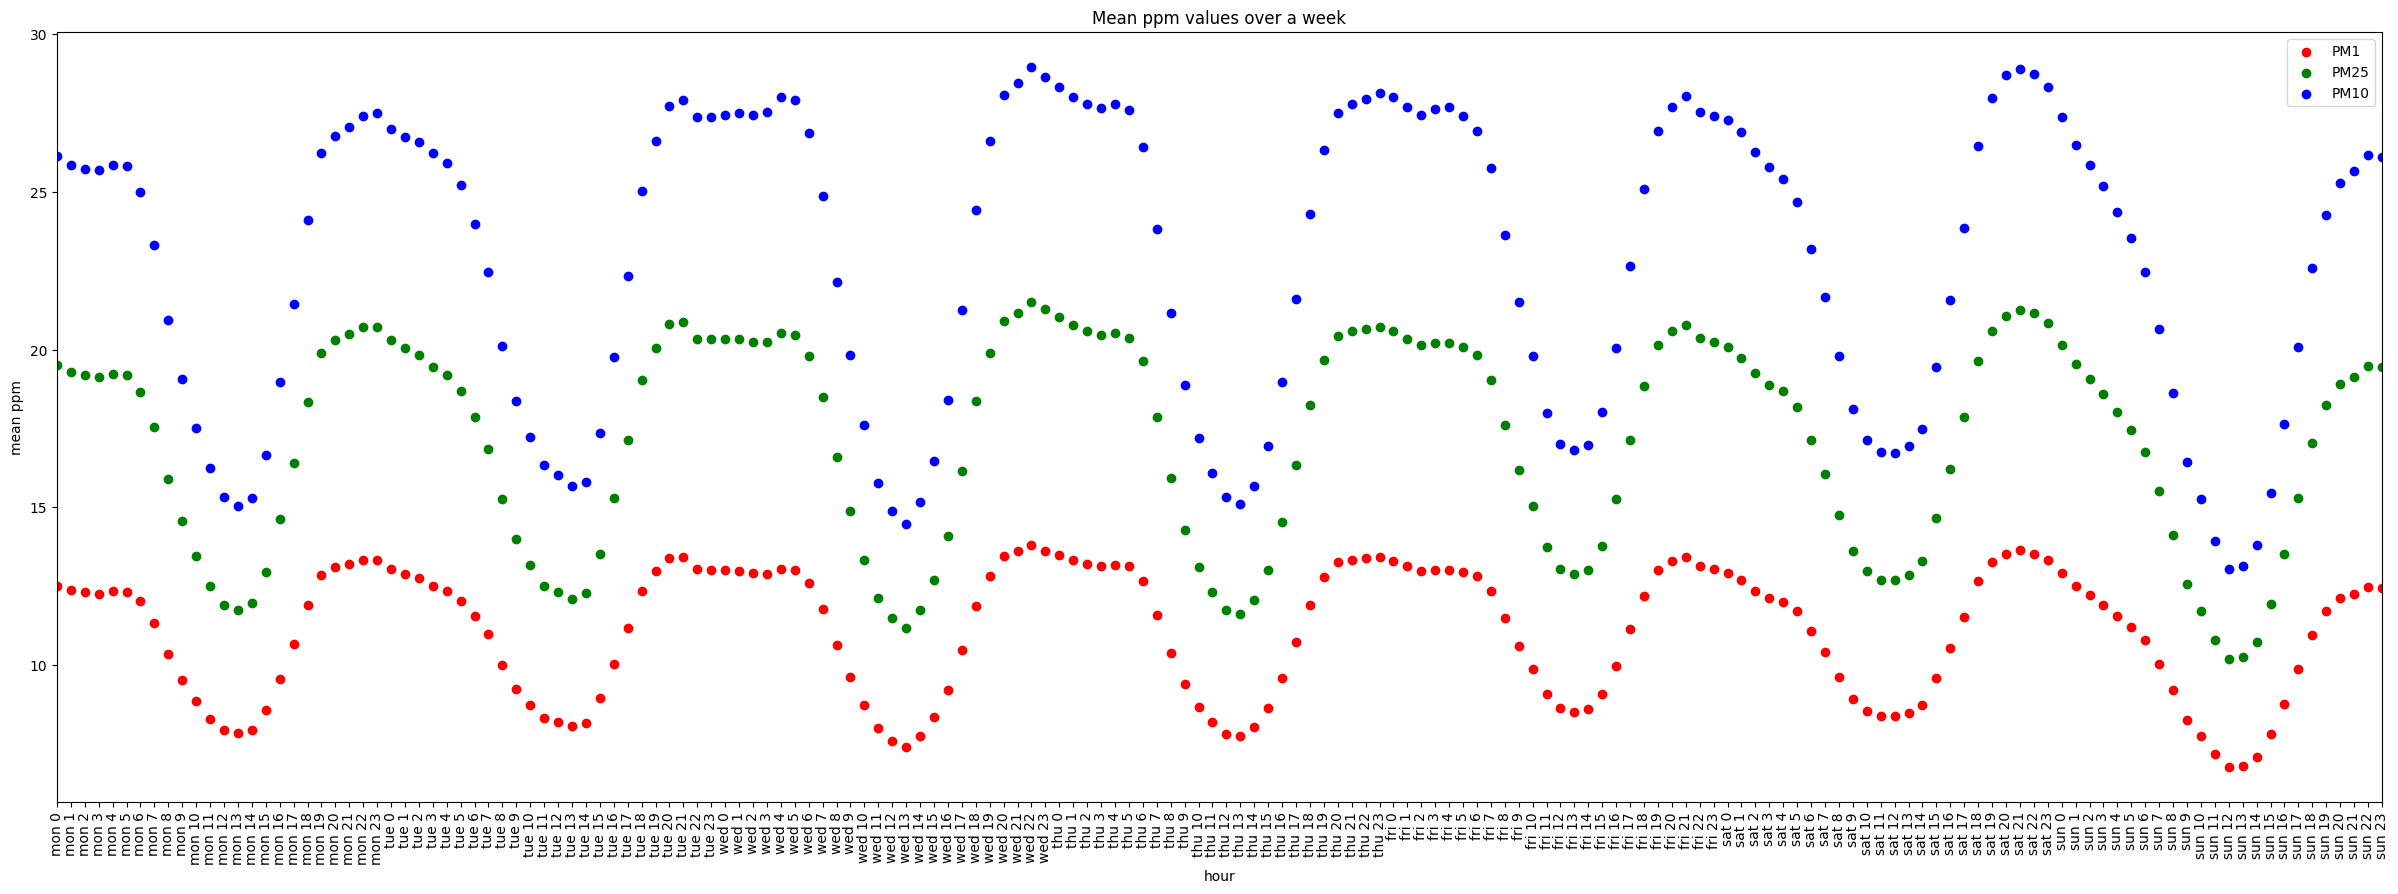 Mean ppm values over a week
PM1
PM25
PM10
mean ppm
30
25
20
15
10
mon 0
mon 1
mon 2
mon 3
mon 4
mon 5
mon 6
mon 7
mon 8
mon 9
mon 10
mon 11
mon 12
mon 13
mon 14
mon 15
mon 16
mon 17
mon 18
mon 19
mon 20
mon 21
mon 22
mon 23
tue 0
tue 1
tue 2
tue 3
tue 4
tue 5
tue 6
tue 7
tue 8
tue 9
tue 10
tue 11
tue 12
tue 13
tue 14
tue 15
tue 16
tue 17
tue 18
tue 19
tue 20
tue 21
tue 22
tue 23
wed 0
wed 1
wed 2
wed 3
wed 4
wed 5
wed 6
wed 7
wed 8
wed 9
wed 10
wed 11
wed 12
wed 13
wed 14
wed 15
wed 16
wed 17
wed 18
wed 19
wed 20
wed 21
wed 22
wed 23
thu 0
thu 1
thu 2
thu 3
thu 4
thu 5
thu 6
thu 7
thu 8
thu 9
thu 10
thu 11
thu 12
thu 13
thu 14
thu 15
thu 16
thu 17
thu 18
thu 19
thu 20
thu 21
thu 22
thu 23
fri 0
fri 1
fri 2
fri 3
fri 4
fri 5
fri 6
fri 7
fri 8
fri 9
fri 10
fri 11
fri 12
fri 13
fri 14
fri 15
fri 16
fri 17
fri 18
fri 19
fri 20
fri 21
fri 22
fri 23
sat 0
sat 1
sat 2
sat 3
sat 4
sat 5
sat 6
sat 7
sat 8
sat 9
sat 10
sat 11
sat 12
sat 13
sat 14
sat 15
sat 16
sat 17
sat 18
sat 19
sat 20
sat 21
sat 22
sat 23
sun 0
sun 1
sun 2
sun 3
sun 4
sun 5
sun 6
sun 7
sun 8
sun 9
sun 10
sun 11
sun 12
sun 13
sun 14
sun 15
sun 16
sun 17
sun 18
sun 19
sun 20
sun 21
sun 22
sun 23
hour